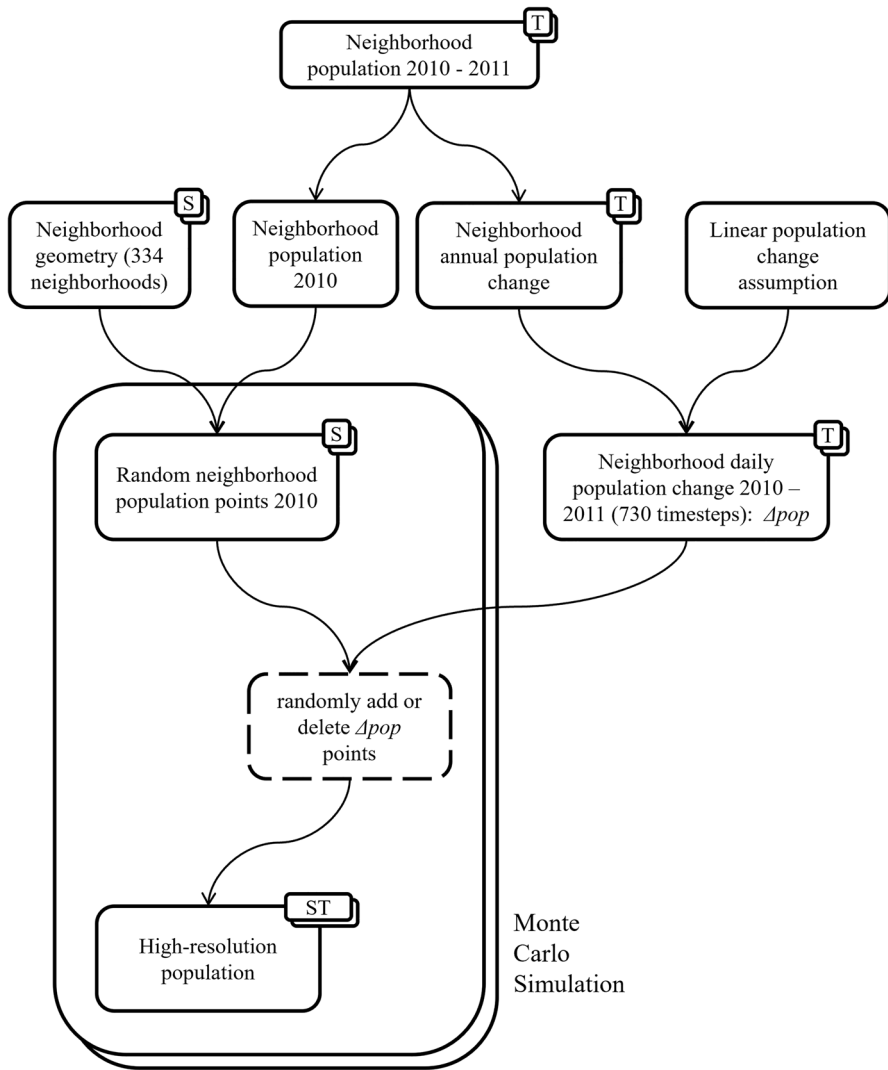 T
Neighborhood
population 2010 - 2011
S
Neighborhood
geometry (334
neighborhoods)
Neighborhood
population
2010
T
Neighborhood
annual population
change
Linear population
change
assumption
S
Random neighborhood
population points 2010
T
Neighborhood daily
population change 2010 –
2011 (730 timesteps): Δpop
randomly add or
delete Δpop
points
ST
High-resolution
population
Monte
Carlo
Simulation